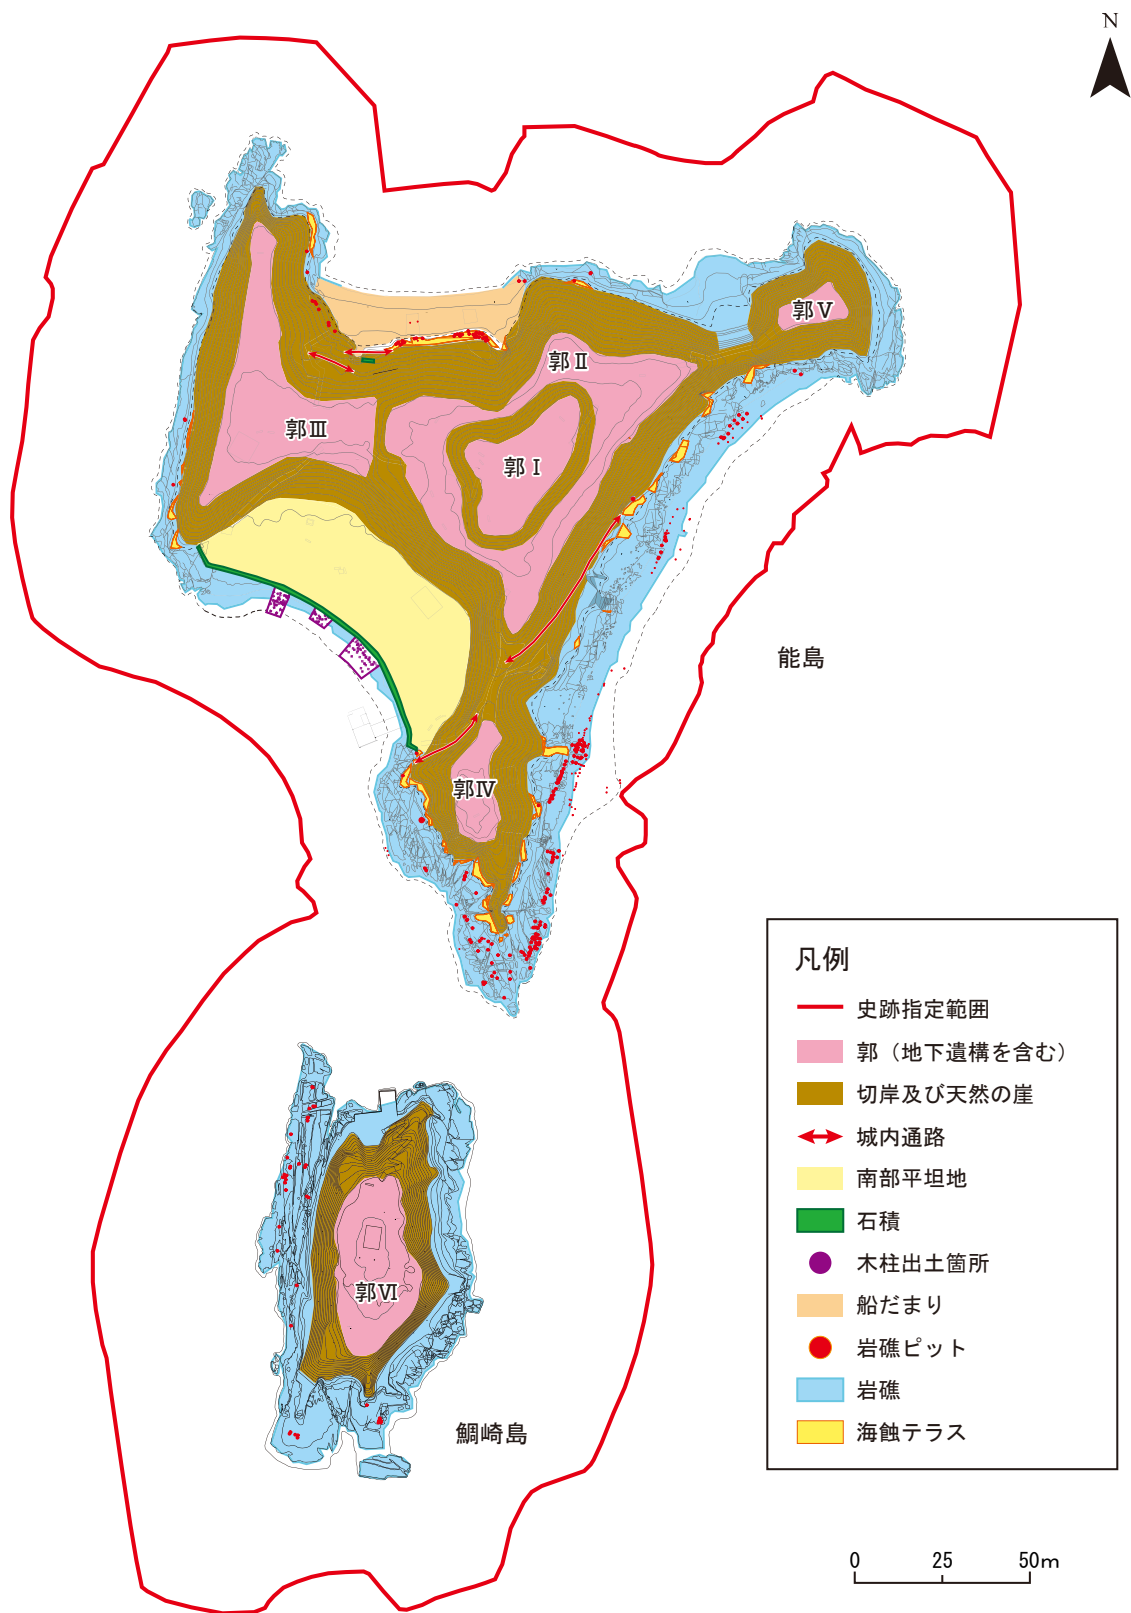 N
郭Ⅴ
郭Ⅱ
郭Ⅲ
郭Ⅰ
能島
郭Ⅳ
郭Ⅵ
鯛崎島
凡例
史跡指定範囲
郭（地下遺構を含む）
切岸及び天然の崖
城内通路
南部平坦地
石積
木柱出土箇所
船だまり
岩礁ピット
岩礁
海蝕テラス
0 25 50m